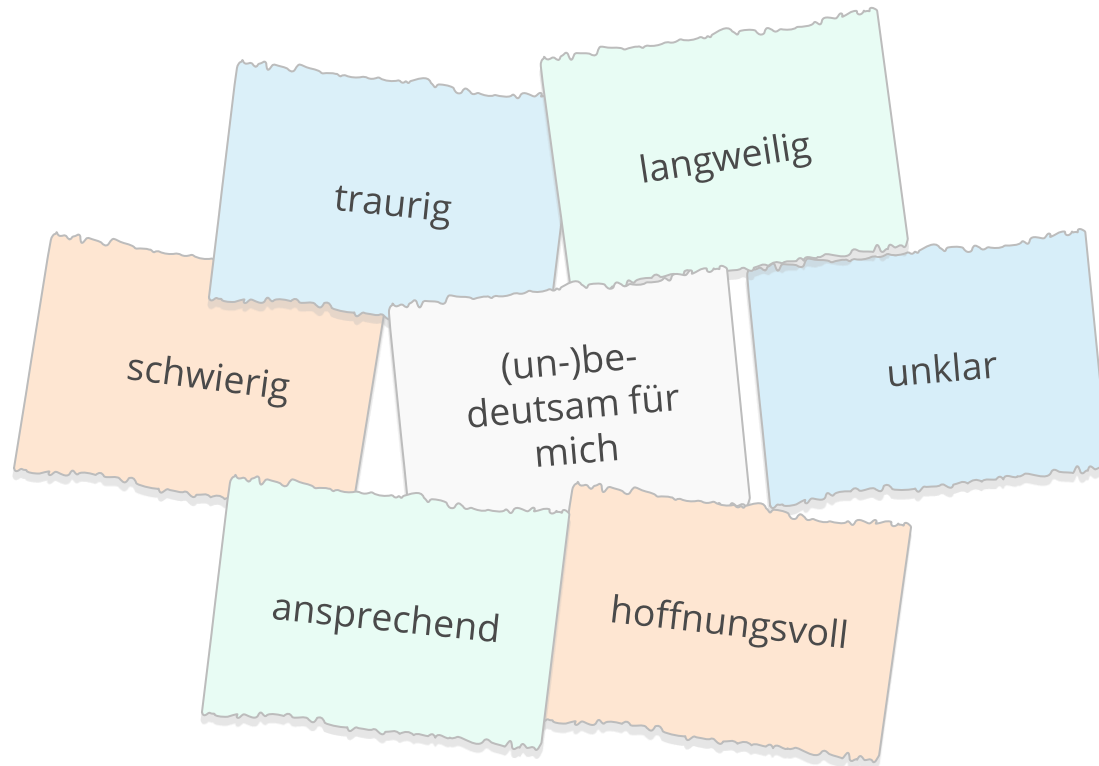 langweilig
traurig
schwierig
(un-)be-
deutsam für
mich
unklar
ansprechend
hoffnungsvoll